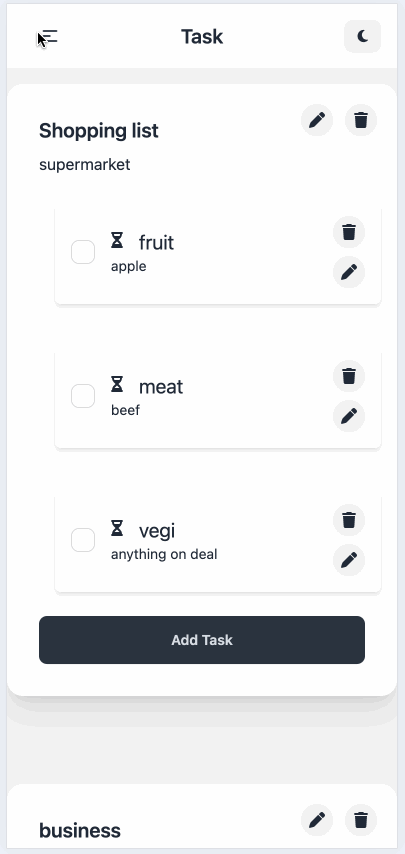 Task
Shopping list
supermarket
fruit
apple
meat
beef
vegi
anything on deal
Add Task
business